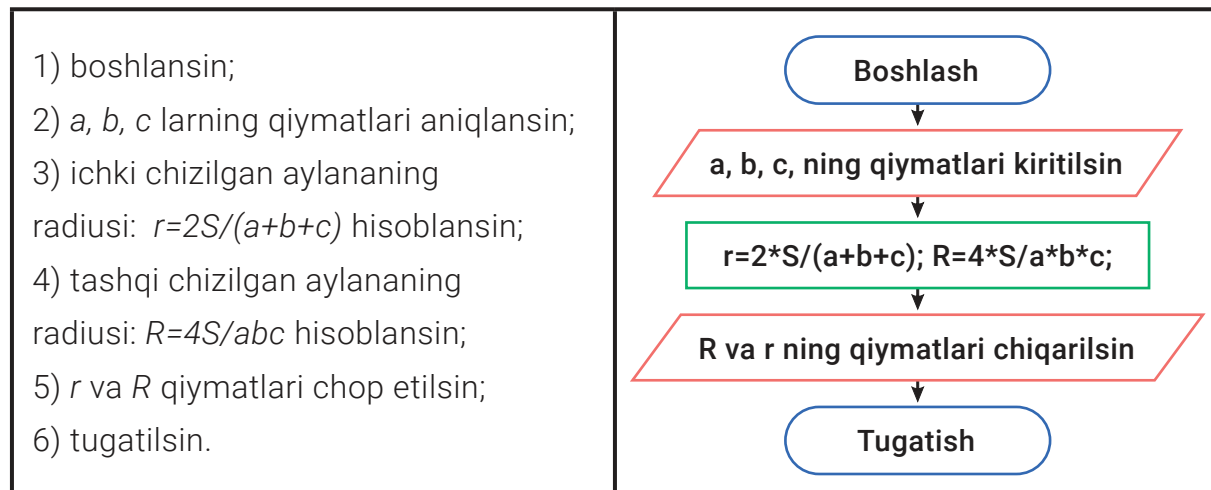 1) boshlansin;
2) a, b, c larning qiymatlari aniqlansin;
3) ichki chizilgan aylananing
radiusi: r=2S/(a+b+c) hisoblansin;
4) tashqi chizilgan aylananing
radiusi: R=4S/abc hisoblansin;
5) r va R qiymatlari chop etilsin;
6) tugatilsin.
Boshlash
a, b, c, ning qiymatlari kiritilsin
r=2*S/(a+b+c); R=4*S/a*b*c;
R va r ning qiymatlari chiqarilsin
Tugatish